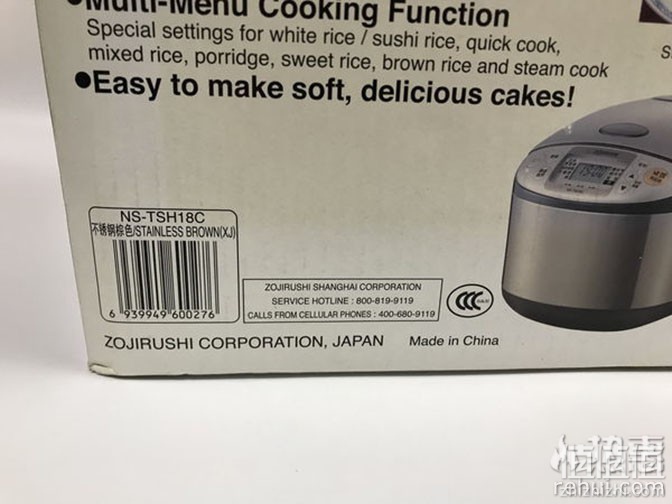 •Multi-Menu Cooking Function
Special settings for white rice / sushi rice, quick cook,
mixed rice, porridge, sweet rice, brown rice and steam cook
•Easy to make soft, delicious cakes!
NS-TSH18C
不锈钢棕色/STAINLESS BROWN(XJ)
6 939949 600276
ZOJIRUSHI SHANGHAI CORPORATION
SERVICE HOTLINE : 800-819-9119
CALLS FROM CELLULAR PHONES : 400-680-9119
ZOJIRUSHI CORPORATION, JAPAN
Made in China